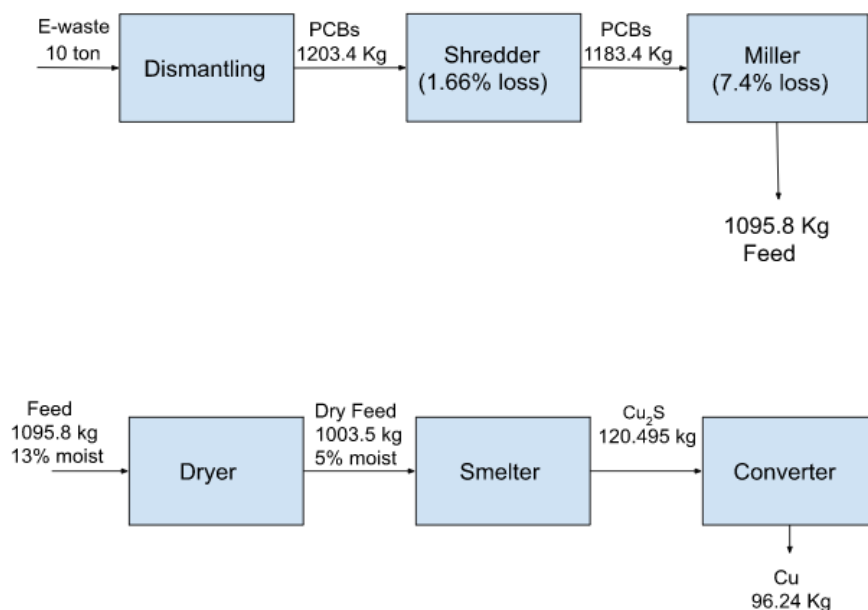 E-waste
10 ton
Dismantling
PCBs
1203.4 Kg
Shredder
(1.66% loss)
PCBs
1183.4 Kg
Miller
(7.4% loss)
1095.8 Kg
Feed
Feed
1095.8 kg
13% moist
Dryer
Dry Feed
1003.5 kg
5% moist
Smelter
Cu₂S
120.495 kg
Converter
Cu
96.24 Kg